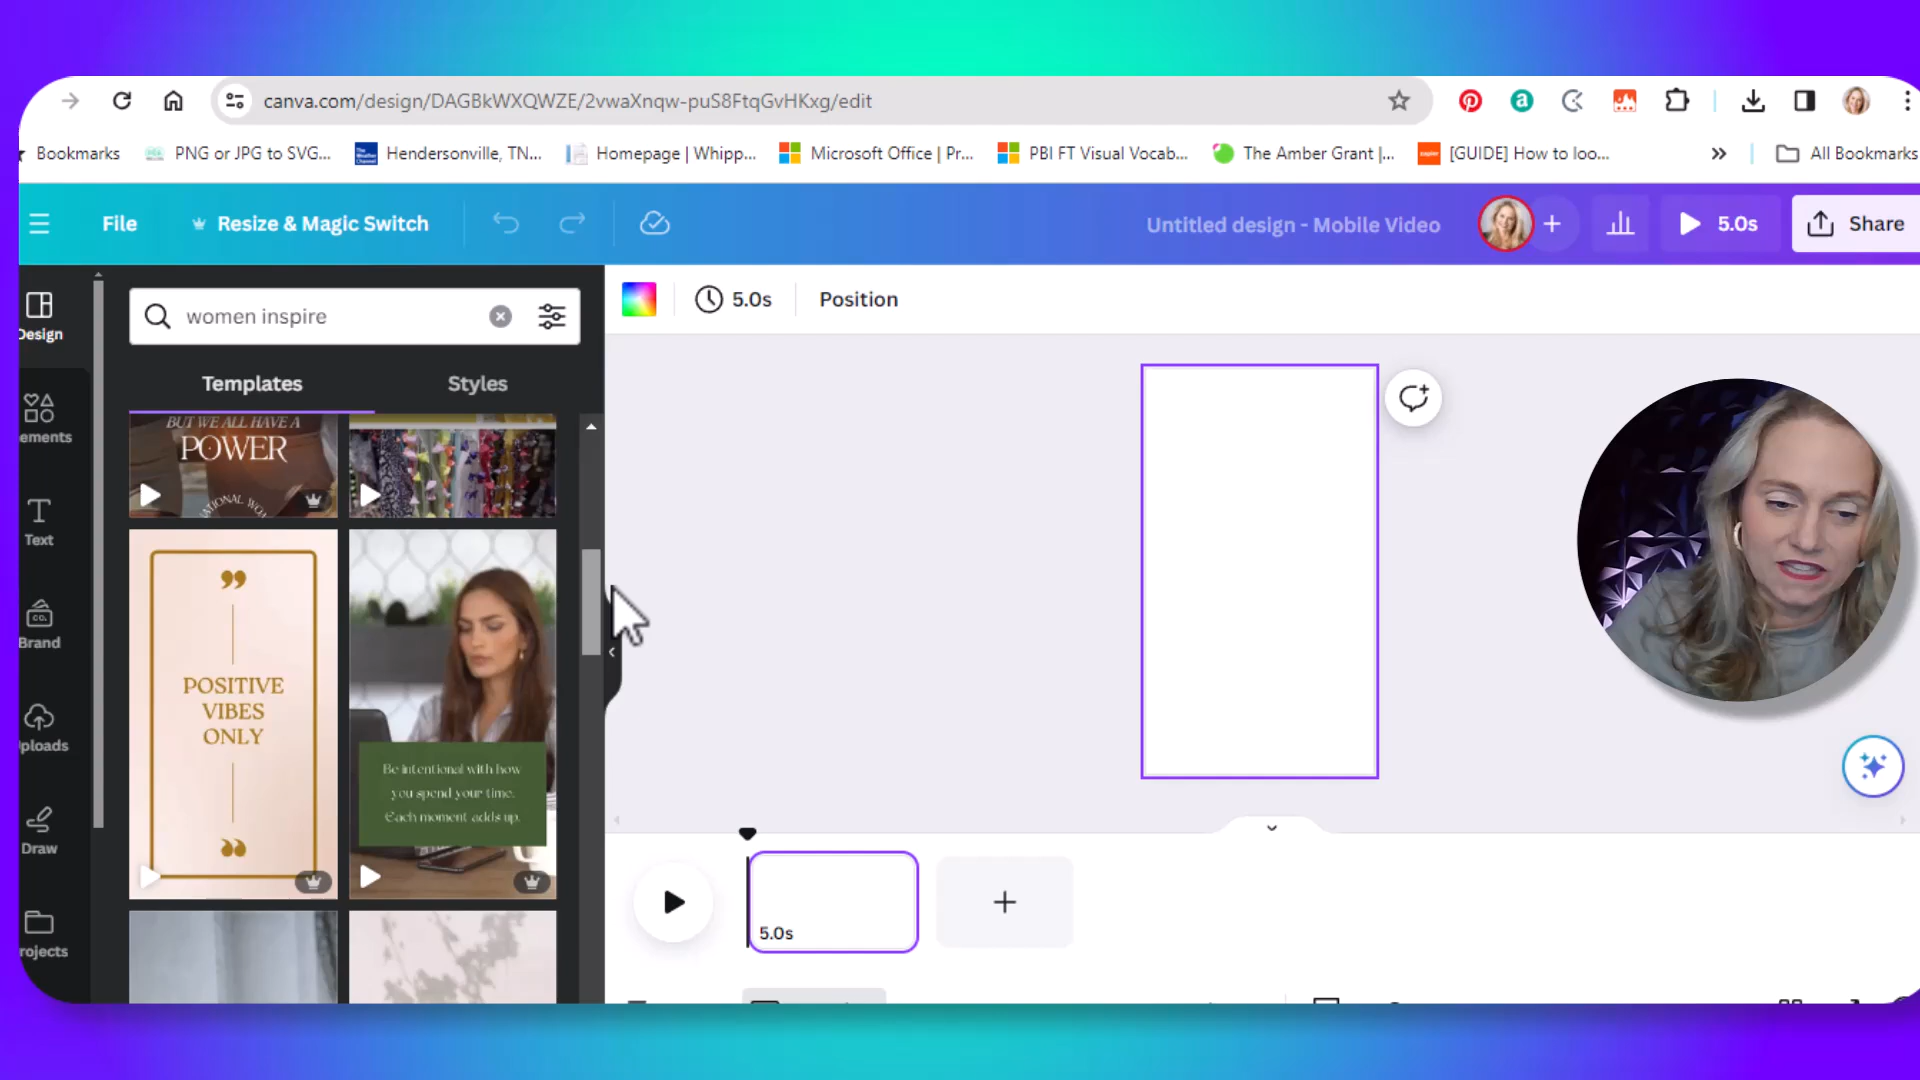 canva.com/design/DAGBkWXQWZE/2vwaXnqw-puS8FtqGvHKxg/edit
Bookmarks
PNG or JPG to SVG...
Hendersonville, TN...
Homepage | Whipp...
Microsoft Office | Pr...
PBI FT Visual Vocab...
The Amber Grant |...
[GUIDE] How to loo...
All Bookmarks
File
Resize & Magic Switch
Untitled design - Mobile Video
5.0s
Share
Design
ements
Text
Brand
ploads
Draw
rojects
women inspire
Templates
Styles
BUT WE ALL HAVE A
POWER
POSITIVE
VIBES
ONLY
Be intentional with how
you spend your time.
Each moment adds up.
5.0s
Position
5.0s